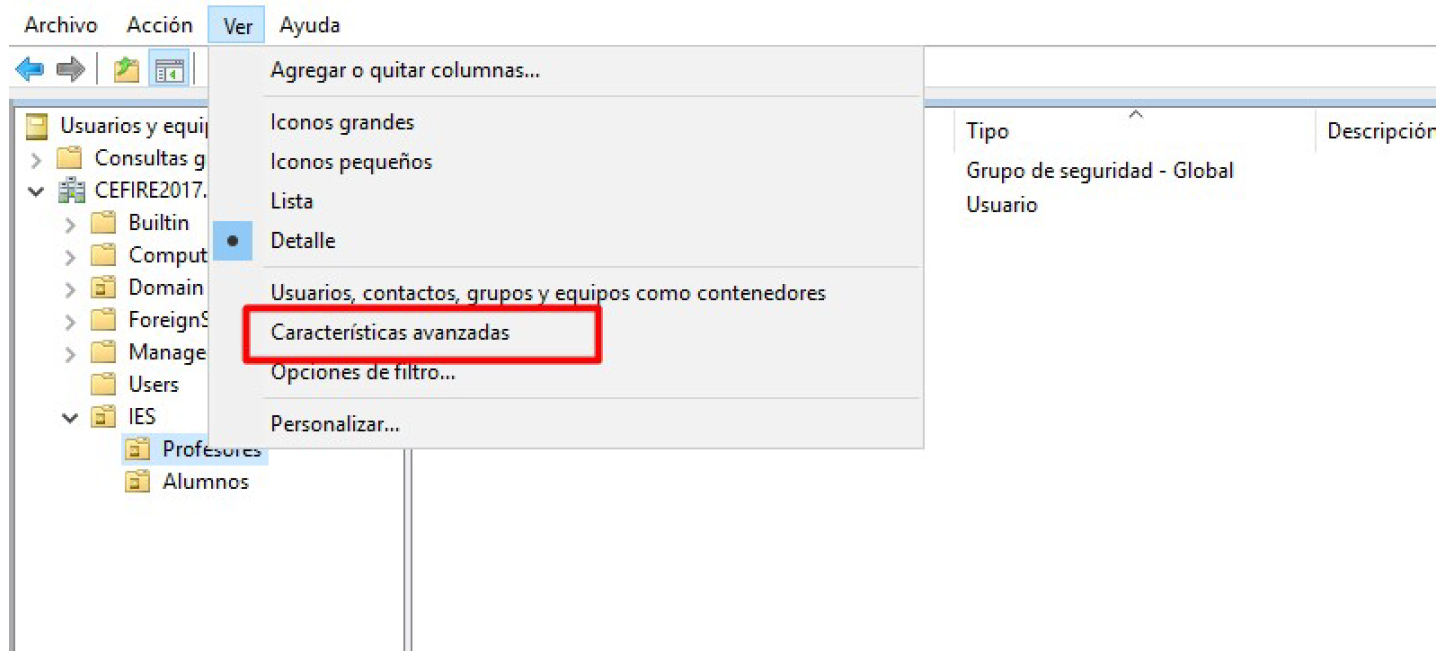 Archivo Acción Ver Ayuda
Agregar o quitar columnas...
Iconos grandes
Iconos pequeños
Lista
Detalle
Usuarios, contactos, grupos y equipos como contenedores
Características avanzadas
Opciones de filtro...
Personalizar...
Usuarios y equi
Consultas g
CEFIRE2017.
Builtin
Comput
Domain
ForeignS
Manage
Users
IES
Profesores
Alumnos
Tipo Descripción
Grupo de seguridad - Global
Usuario